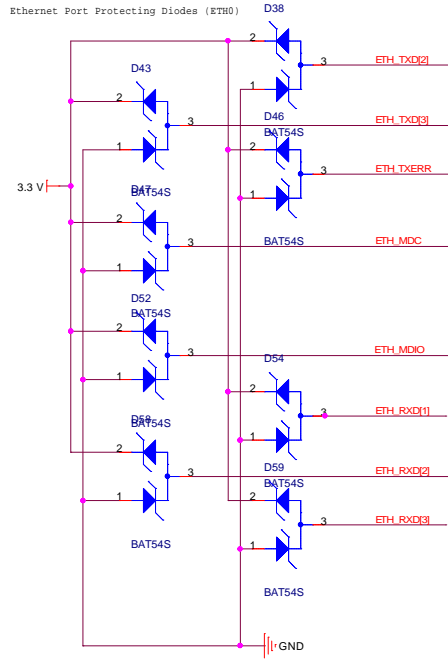 Ethernet Port Protecting Diodes (ETH0)
D38
2
3
ETH_TXD[2]
1
D43
2
3
ETH_TXD[3]
1
D46
BAT54S
2
3
ETH_TXERR
1
3.3 V
D47
2
3
ETH_MDC
1
BAT54S
D52
BAT54S
2
3
ETH_MDIO
1
D54
2
3
ETH_RXD[1]
1
D58
BAT54S
2
3
ETH_RXD[2]
1
D59
BAT54S
2
3
ETH_RXD[3]
1
BAT54S
BAT54S
GND